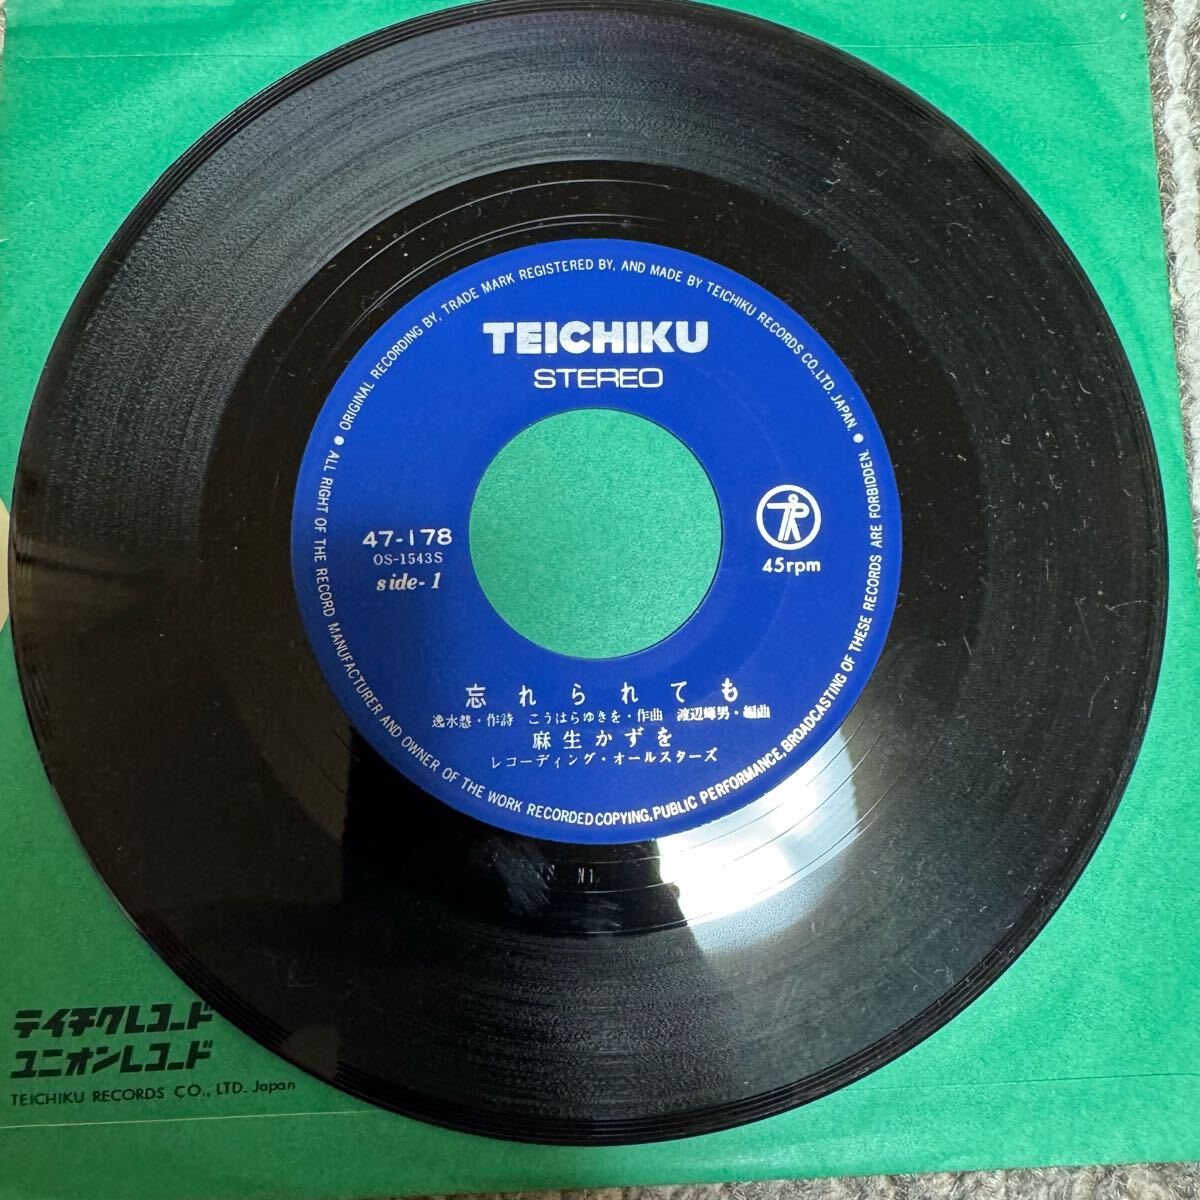 ORIGINAL RECORDING BY, TRADE MARK REGISTERED BY, AND MADE BY TEICHIKU RECORDS CO.,LTD. JAPAN.
TEICHIKU
STEREO
47-178
OS-1543S
side-1
45rpm
忘れられても
逸水愁・作詩 こうはらゆきを・作曲 渡辺輝男・編曲
麻生かずを
レコーディング・オールスターズ
ALL RIGHT OF THE RECORD MANUFACTURER AND OWNER OF THE WORK RECORDED COPYING, PUBLIC PERFORMANCE, BROADCASTING OF THESE RECORDS ARE FORBIDDEN.
N1
テイチクレコード
ユニオンレコード
TEICHIKU RECORDS CO., LTD. Japan